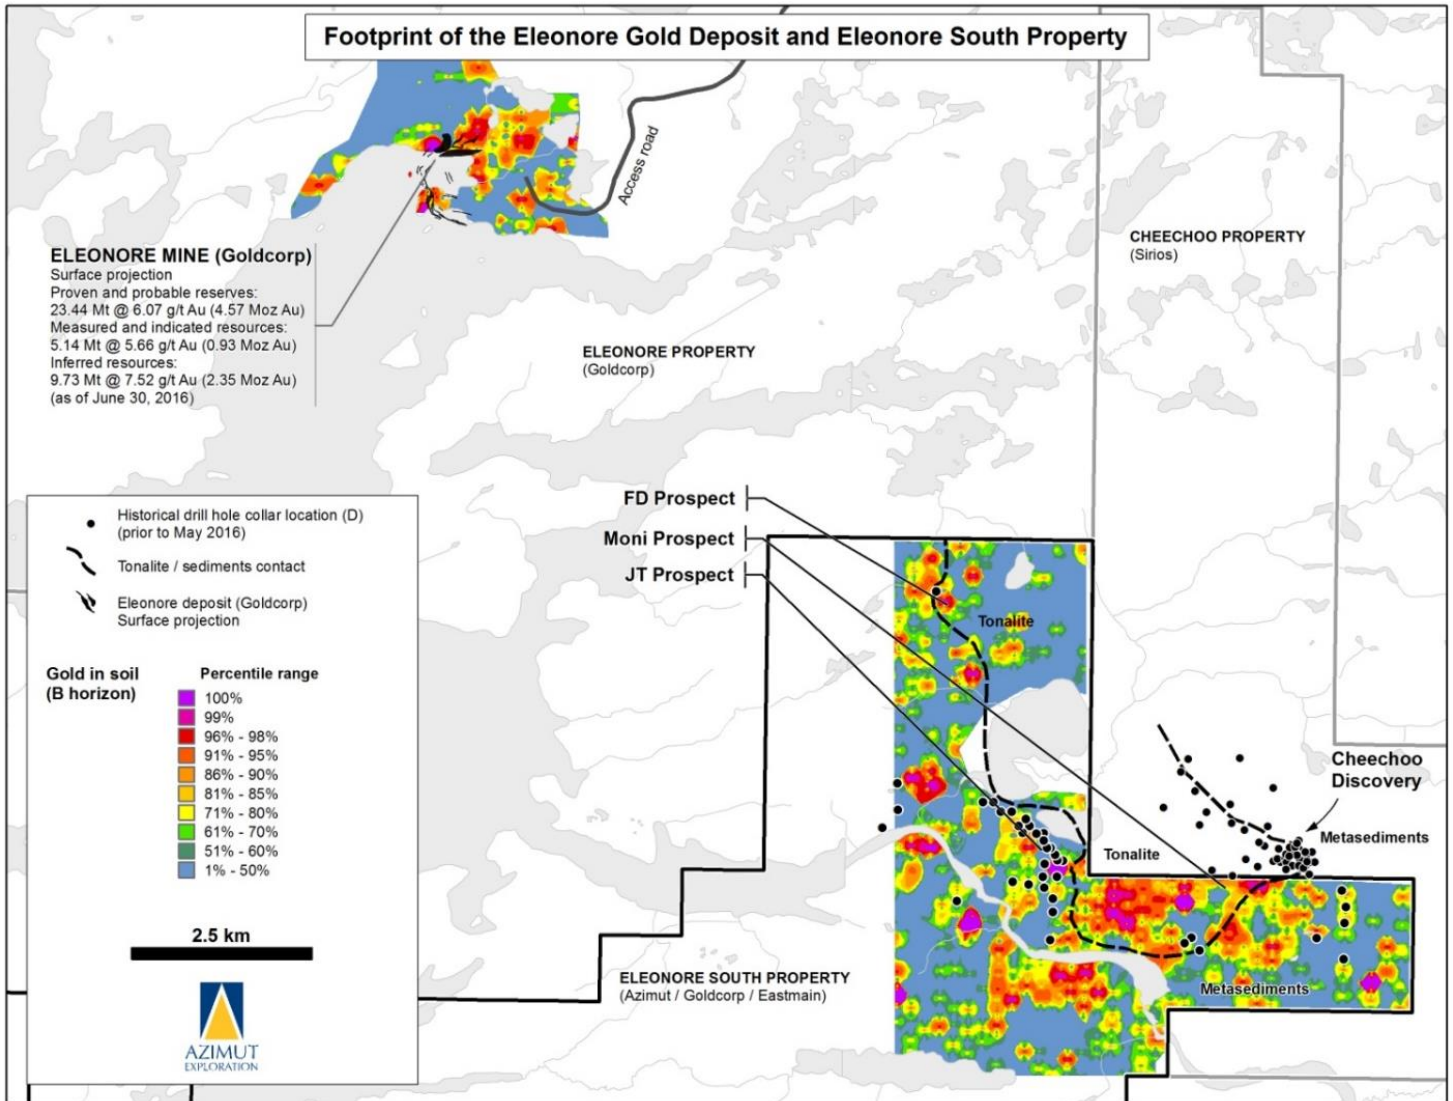 Footprint of the Eleonore Gold Deposit and Eleonore South Property
Access road
ELEONORE MINE (Goldcorp)
Surface projection
Proven and probable reserves:
23.44 Mt @ 6.07 g/t Au (4.57 Moz Au)
Measured and indicated resources:
5.14 Mt @ 5.66 g/t Au (0.93 Moz Au)
Inferred resources:
9.73 Mt @ 7.52 g/t Au (2.35 Moz Au)
(as of June 30, 2016)
CHEECHOO PROPERTY
(Sirios)
ELEONORE PROPERTY
(Goldcorp)
FD Prospect
Moni Prospect
JT Prospect
Historical drill hole collar location (D)
(prior to May 2016)
Tonalite / sediments contact
Eleonore deposit (Goldcorp)
Surface projection
Gold in soil
(B horizon)
Percentile range
100%
99%
96% - 98%
91% - 95%
86% - 90%
81% - 85%
71% - 80%
61% - 70%
51% - 60%
1% - 50%
2.5 km
AZIMUT
EXPLORATION
Tonalite
Cheechoo
Discovery
Metasediments
Tonalite
ELEONORE SOUTH PROPERTY
(Azimut / Goldcorp / Eastmain)
Metasediments